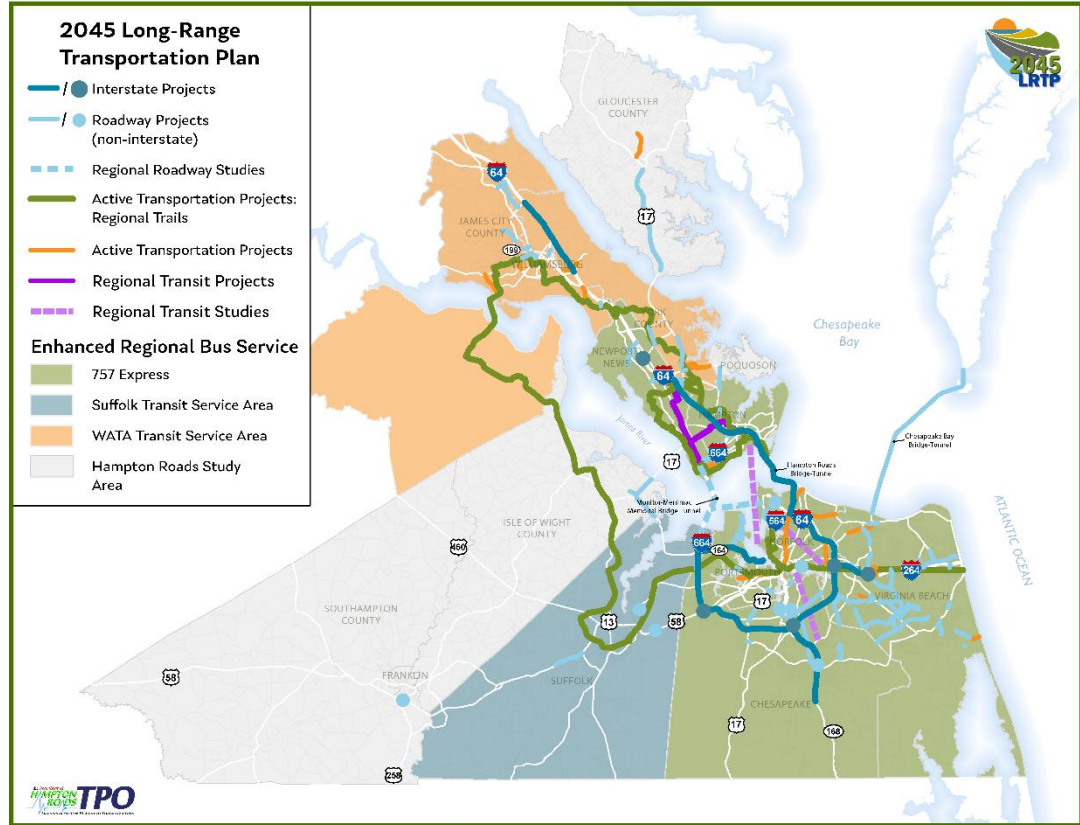 2045 Long-Range
Transportation Plan
/ Interstate Projects
/ Roadway Projects
(non-interstate)
Regional Roadway Studies
Active Transportation Projects:
Regional Trails
Active Transportation Projects
Regional Transit Projects
Regional Transit Studies
Enhanced Regional Bus Service
757 Express
Suffolk Transit Service Area
WATA Transit Service Area
Hampton Roads Study
Area
2045
LRTP
GLOUCESTER
COUNTY
64
17
JAMES CITY
COUNTY
199
COUNTY
NEWPORT
NEWS
POQUOSON
Chesapeake
Bay
64
James River
664
17
Chesapeake Bay
Bridge-Tunnel
Hampton Roads
Bridge-Tunnel
Monitor-Merrimac
Memorial Bridge Tunnel
ATLANTIC OCEAN
ISLE OF WIGHT
COUNTY
460
564
64
NORFOLK
664
164
PORTSMOUTH
264
17
VIRGINIA BEACH
SOUTHAMPTON
COUNTY
13
58
58
FRANKLIN
SUFFOLK
CHESAPEAKE
17
168
258
HAMPTON
ROADS TPO